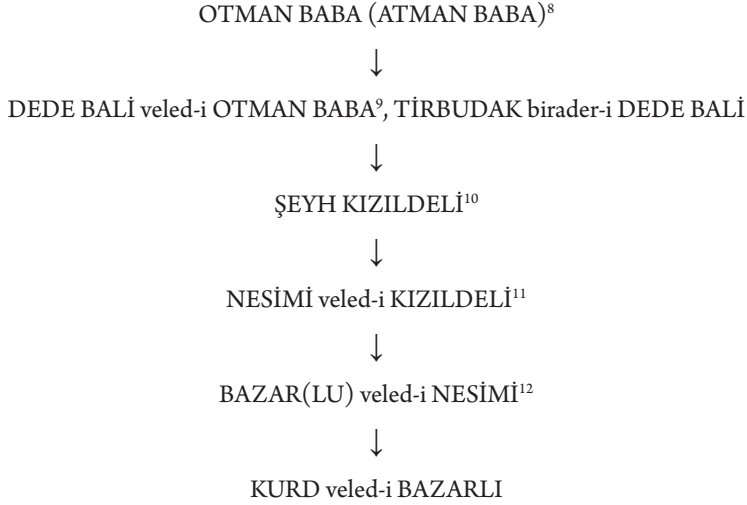 OTMAN BABA (ATMAN BABA)⁸
↓
DEDE BALİ veled-i OTMAN BABA⁹, TİRBUDAK birader-i DEDE BALİ
↓
ŞEYH KIZILDELİ¹⁰
↓
NESİMİ veled-i KIZILDELİ¹¹
↓
BAZAR(LU) veled-i NESİMİ¹²
↓
KURD veled-i BAZARLI